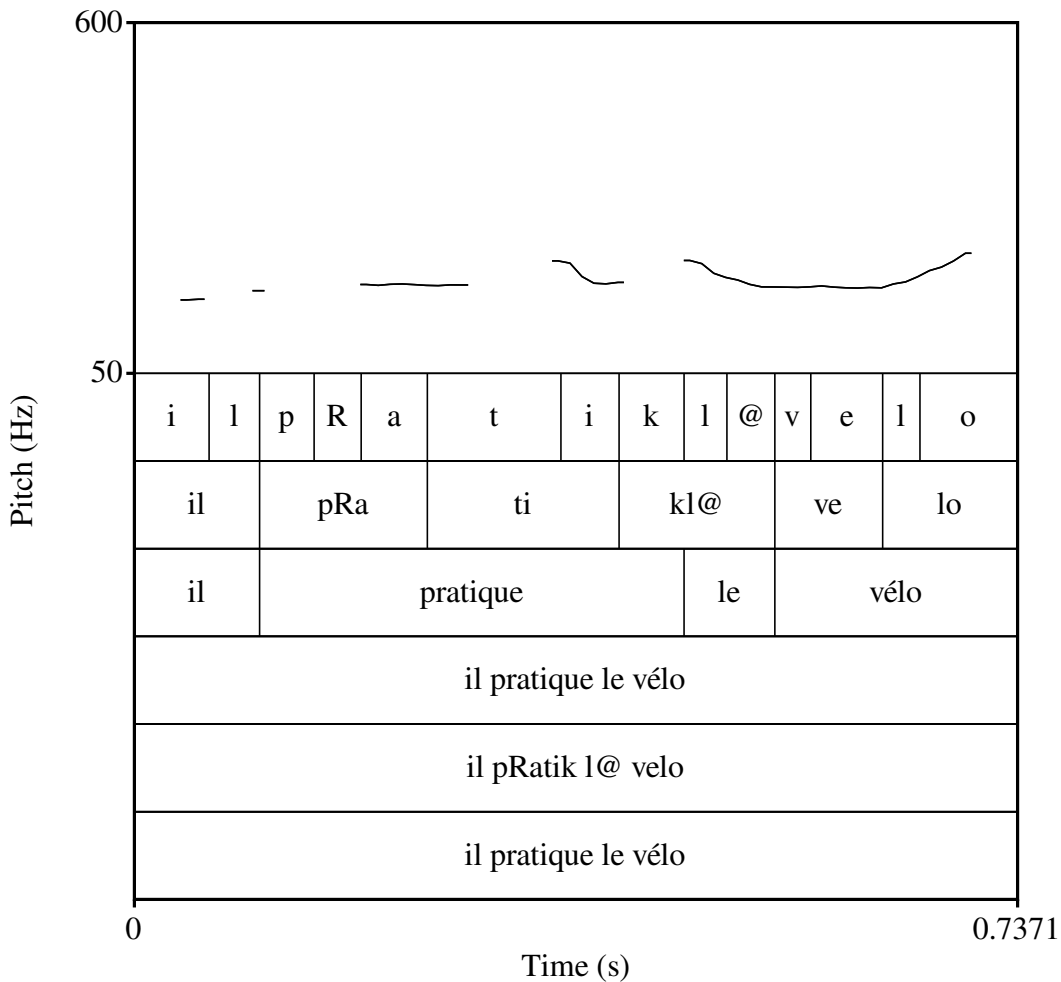 600
50
Pitch (Hz)
i l p R a t i k l @ v e l o
il pRa ti kl@ ve lo
il pratique le vélo
il pratique le vélo
il pRatik l@ velo
il pratique le vélo
0 0.7371
Time (s)